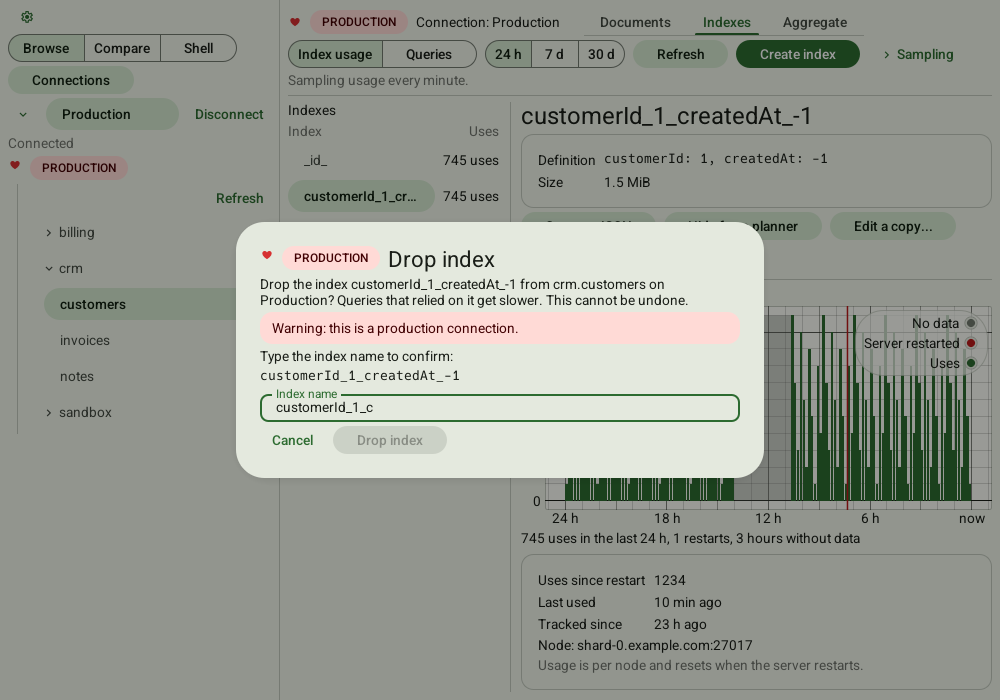 Browse
Compare
Shell
Connections
Production
Disconnect
Connected
PRODUCTION
Refresh
billing
crm
customers
invoices
notes
sandbox
PRODUCTION
Connection: Production
Documents
Indexes
Aggregate
Index usage
Queries
24 h
7 d
30 d
Refresh
Create index
Sampling
Sampling usage every minute.
Indexes
Index
Uses
_id_
745 uses
customerId_1_cr…
745 uses
customerId_1_createdAt_-1
Definition customerId: 1, createdAt: -1
Size 1.5 MiB
planner
Edit a copy…
PRODUCTION
Drop index
Drop the index customerId_1_createdAt_-1 from crm.customers on
Production? Queries that relied on it get slower. This cannot be undone.
Warning: this is a production connection.
Type the index name to confirm:
customerId_1_createdAt_-1
Index name
customerId_1_c
Cancel
Drop index
No data
Server restarted
Uses
0
24 h
18 h
12 h
6 h
now
745 uses in the last 24 h, 1 restarts, 3 hours without data
Uses since restart 1234
Last used 10 min ago
Tracked since 23 h ago
Node: shard-0.example.com:27017
Usage is per node and resets when the server restarts.